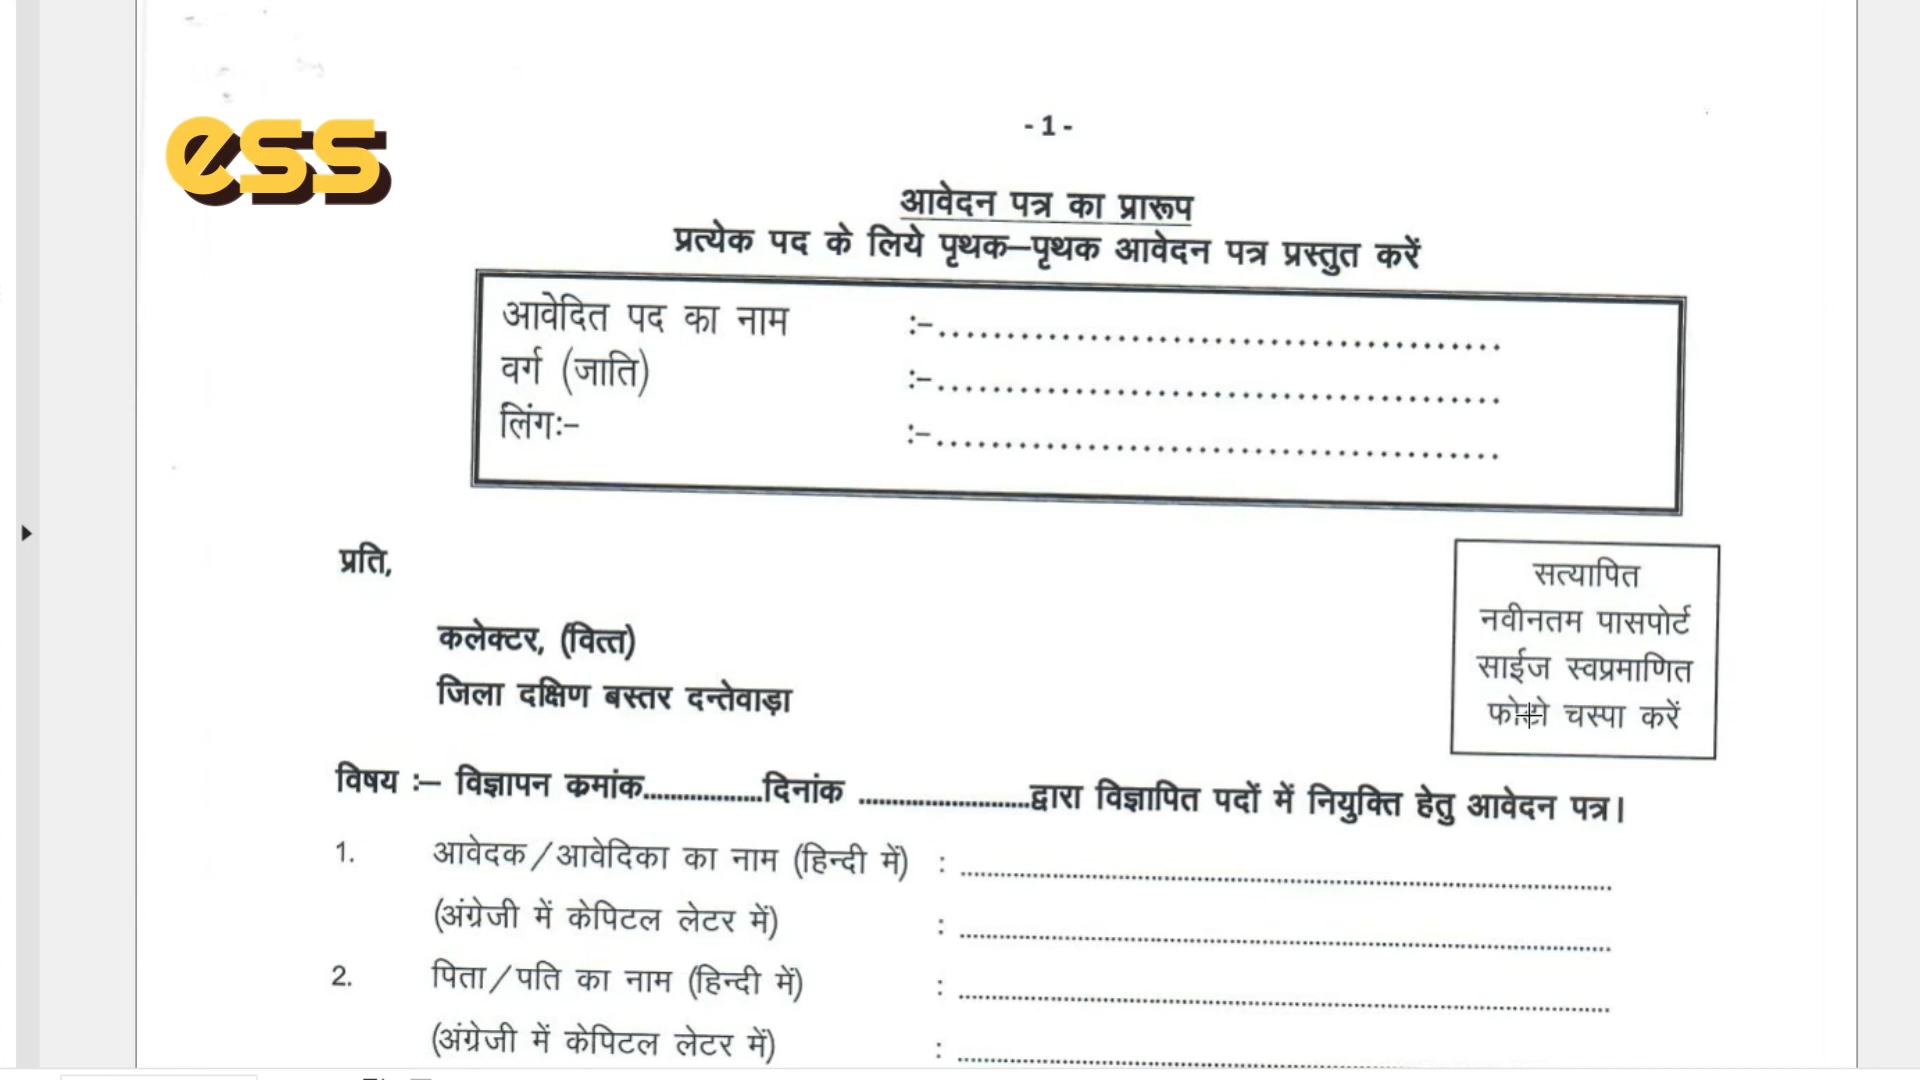 ess
- 1 -
आवेदन पत्र का प्रारूप
प्रत्येक पद के लिये पृथक–पृथक आवेदन पत्र प्रस्तुत करें
आवेदित पद का नाम :–..........................................
वर्ग (जाति) :–..........................................
लिंगः– :–..........................................
प्रति,
कलेक्टर, (वित्त)
जिला दक्षिण बस्तर दन्तेवाड़ा
सत्यापित
नवीनतम पासपोर्ट
साईज स्वप्रमाणित
फोटो चस्पा करें
विषय :– विज्ञापन कमांक..................दिनांक ..........................द्वारा विज्ञापित पदों में नियुक्ति हेतु आवेदन पत्र।
1. आवेदक/आवेदिका का नाम (हिन्दी में) : ..........................................
(अंग्रेजी में केपिटल लेटर में) : ..........................................
2. पिता/पति का नाम (हिन्दी में) : ..........................................
(अंग्रेजी में केपिटल लेटर में) : ..........................................